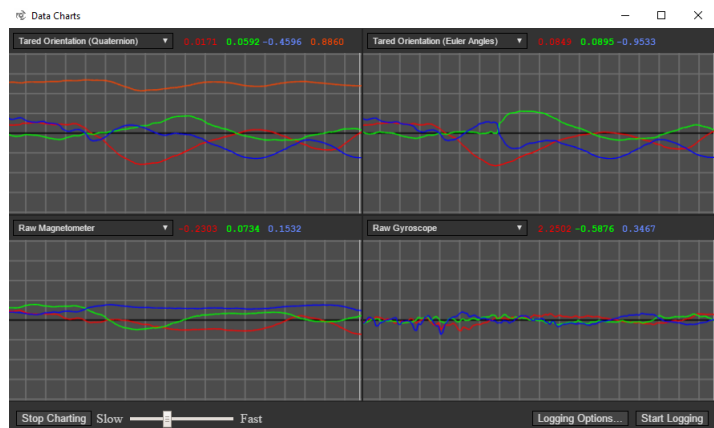 Data Charts
Tared Orientation (Quaternion) 0.0171 0.0592 -0.4596 0.8860
Tared Orientation (Euler Angles) 0.0849 0.0895 -0.9533
Raw Magnetometer -0.2303 0.0734 0.1532
Raw Gyroscope 2.2502 -0.5876 0.3467
Stop Charting Slow Fast Logging Options... Start Logging